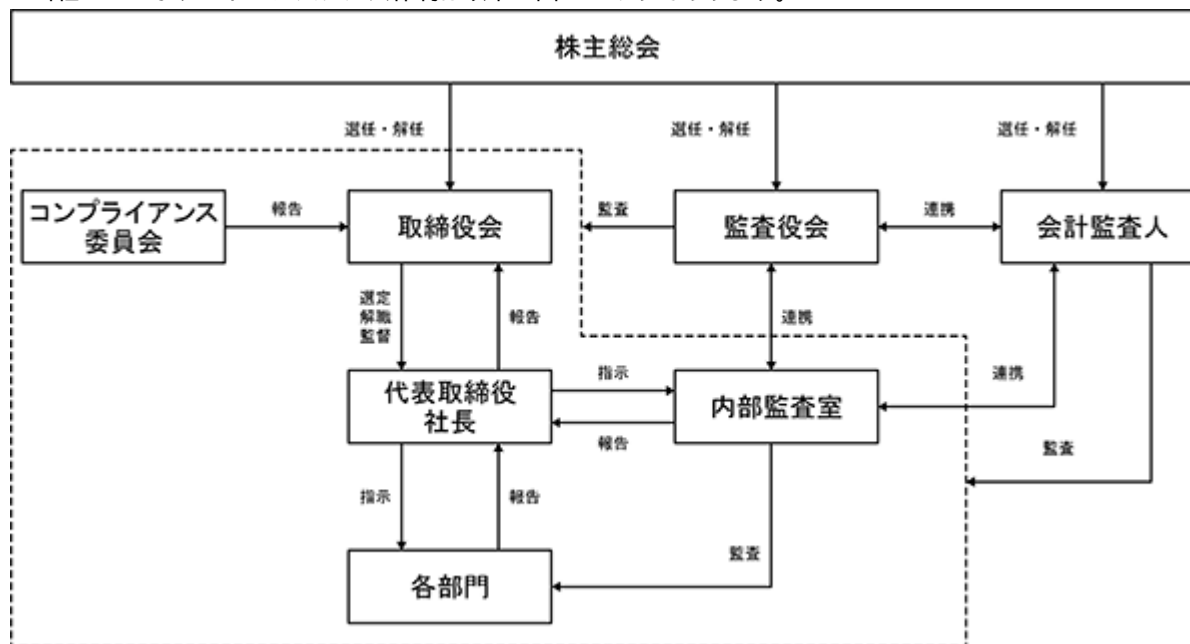 株主総会
選任・解任
選任・解任
選任・解任
コンプライアンス
委員会
報告
取締役会
監査
監査役会
連携
会計監査人
選定
解職
監督
報告
連携
代表取締役
社長
指示
報告
内部監査室
連携
監査
指示
報告
監査
各部門